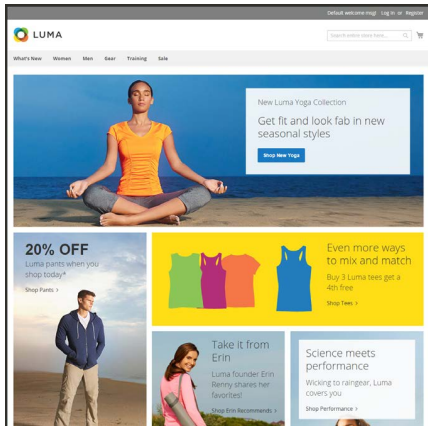 Default welcome msg! Log In or Register
LUMA
Search entire store here...
What's New Women Men Gear Training Sale
New Luma Yoga Collection
Get fit and look fab in new
seasonal styles
Shop New Yoga
20% OFF
Luma pants when you
shop today*
Shop Pants >
Even more ways
to mix and match
Buy 3 Luma tees get a
4th free
Shop Tees >
Take it from
Erin
Luma founder Erin
Renny shares her
favorites!
Shop Erin Recommends >
Science meets
performance
Wicking to raingear, Luma
covers you
Shop Performance >